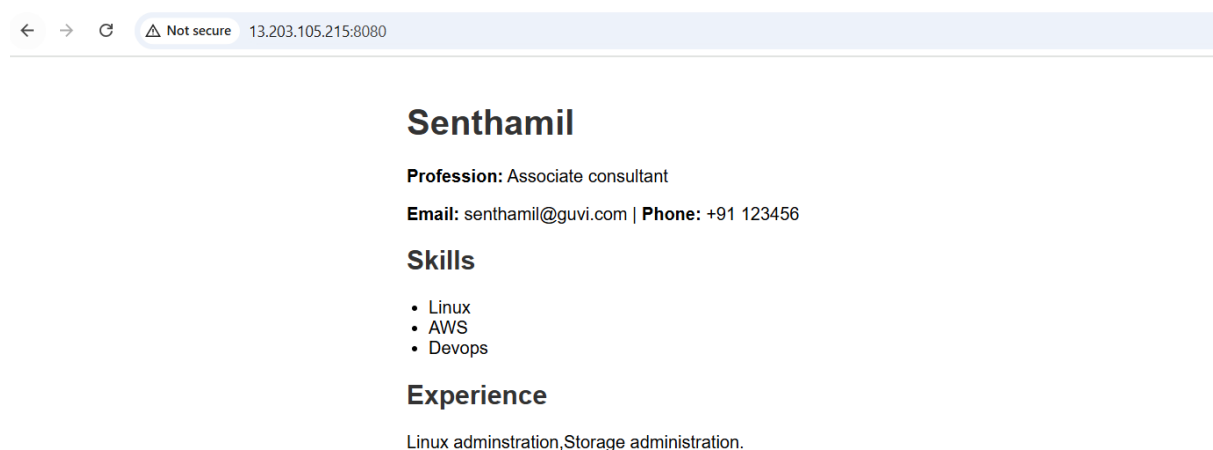 Not secure 13.203.105.215:8080
Senthamil
Profession: Associate consultant
Email: senthamil@guvi.com | Phone: +91 123456
Skills
• Linux
• AWS
• Devops
Experience
Linux adminstration,Storage administration.